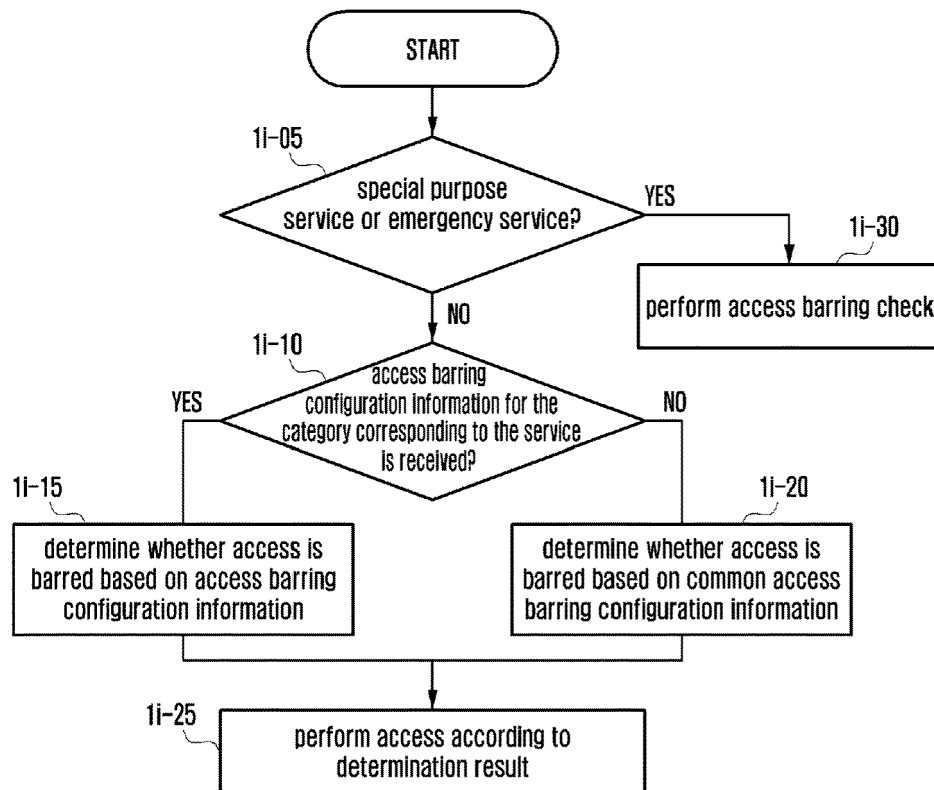 START
1i-05
special purpose
service or emergency service?
YES
1i-30
perform access barring check
NO
1i-10
access barring
configuration information for the
category corresponding to the service
is received?
YES
NO
1i-15
determine whether access is
barred based on access barring
configuration information
1i-20
determine whether access is
barred based on common access
barring configuration information
1i-25
perform access according to
determination result